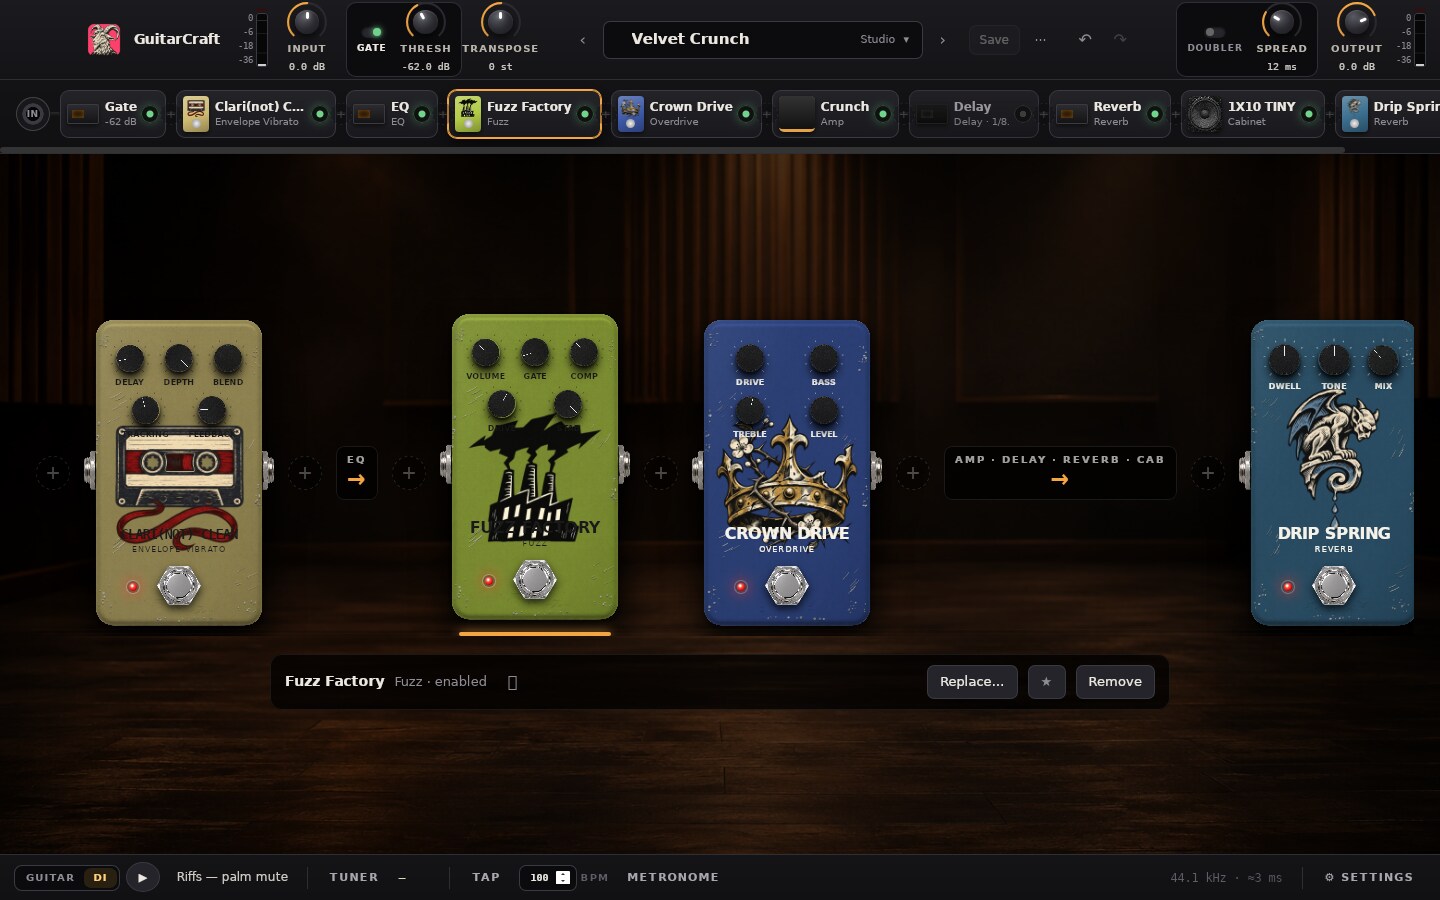 GuitarCraft
0
-6
-18
-36
INPUT
0.0 dB
GATE
THRESH
-62.0 dB
TRANSPOSE
0 st
‹
Velvet Crunch
Studio ▾
›
Save
...
↶
↷
DOUBLER
SPREAD
12 ms
OUTPUT
0.0 dB
0
-6
-18
-36
IN
Gate
-62 dB
Clari(not) C...
Envelope Vibrato
EQ
EQ
Fuzz Factory
Fuzz
Crown Drive
Overdrive
Crunch
Amp
Delay
Delay · 1/8.
Reverb
Reverb
1X10 TINY
Cabinet
Drip Sprin
Reverb
DELAY DEPTH BLEND
CLARI(NOT) CLEAN
ENVELOPE VIBRATO
EQ
→
VOLUME GATE COMP
FUZZ FACTORY
FUZZ
DRIVE BASS
TREBLE LEVEL
CROWN DRIVE
OVERDRIVE
AMP · DELAY · REVERB · CAB
→
DWELL TONE MIX
DRIP SPRING
REVERB
Fuzz Factory Fuzz · enabled
Replace...
★
Remove
GUITAR DI
▶
Riffs — palm mute
TUNER –
TAP
100 BPM
METRONOME
44.1 kHz · ≈3 ms
⚙ SETTINGS